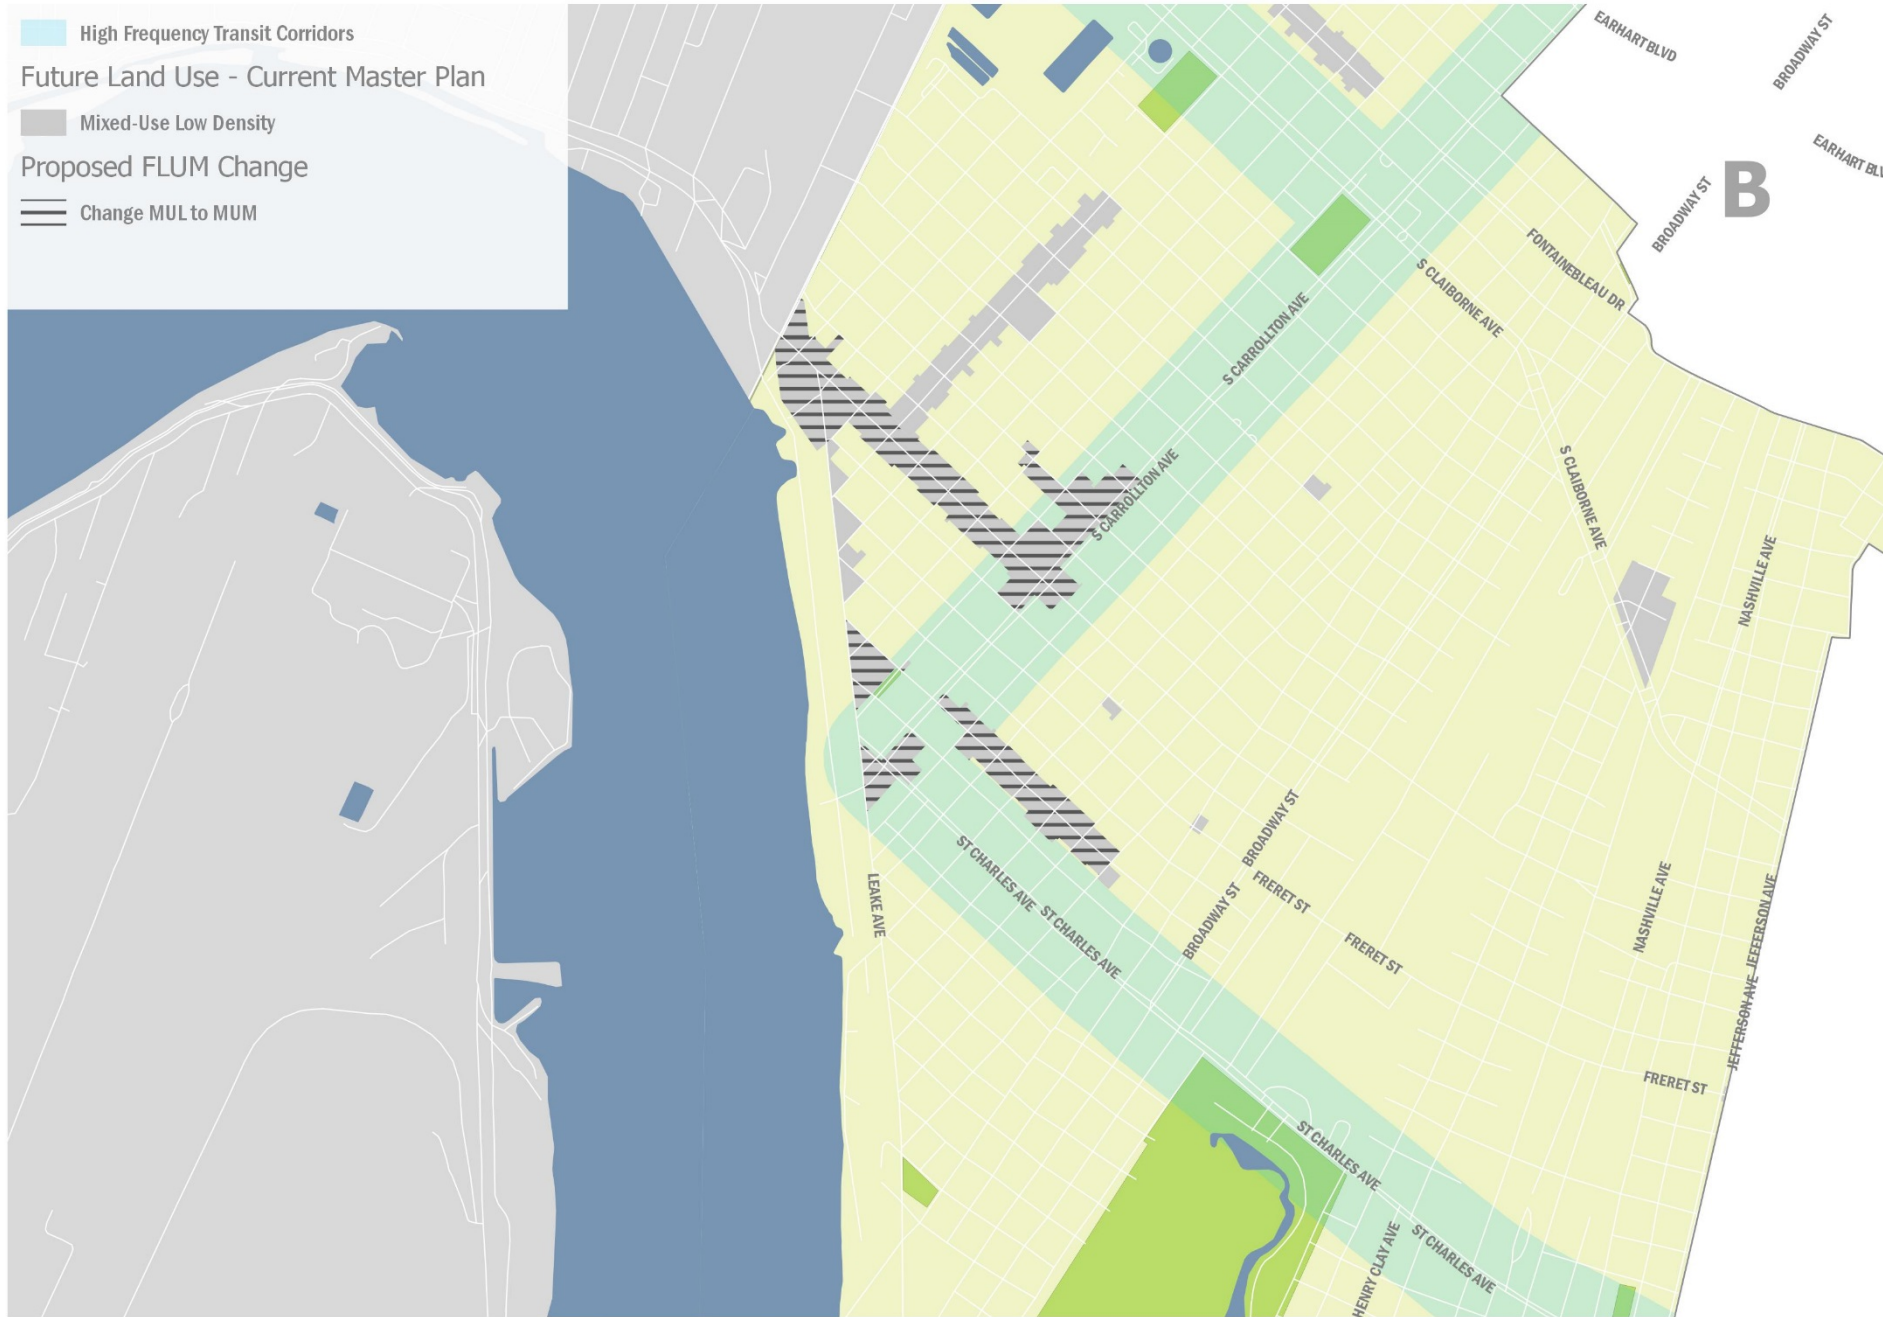 High Frequency Transit Corridors
Future Land Use - Current Master Plan
Mixed-Use Low Density
Proposed FLUM Change
Change MUL to MUM
EARHART BLVD
BROADWAY ST
EARHART BLV
B
BROADWAY ST
FONTAINEBLEAU DR
S CLAIBORNE AVE
S CARROLLTON AVE
S CARROLLTON AVE
S CLAIBORNE AVE
NASHVILLE AVE
BROADWAY ST
ST CHARLES AVE
LEAKE AVE
FRERET ST
BROADWAY ST
ST CHARLES AVE
FRERET ST
NASHVILLE AVE
JEFFERSON AVE
JEFFERSON AVE
FRERET ST
ST CHARLES AVE
HENRY CLAY AVE
ST CHARLES AVE